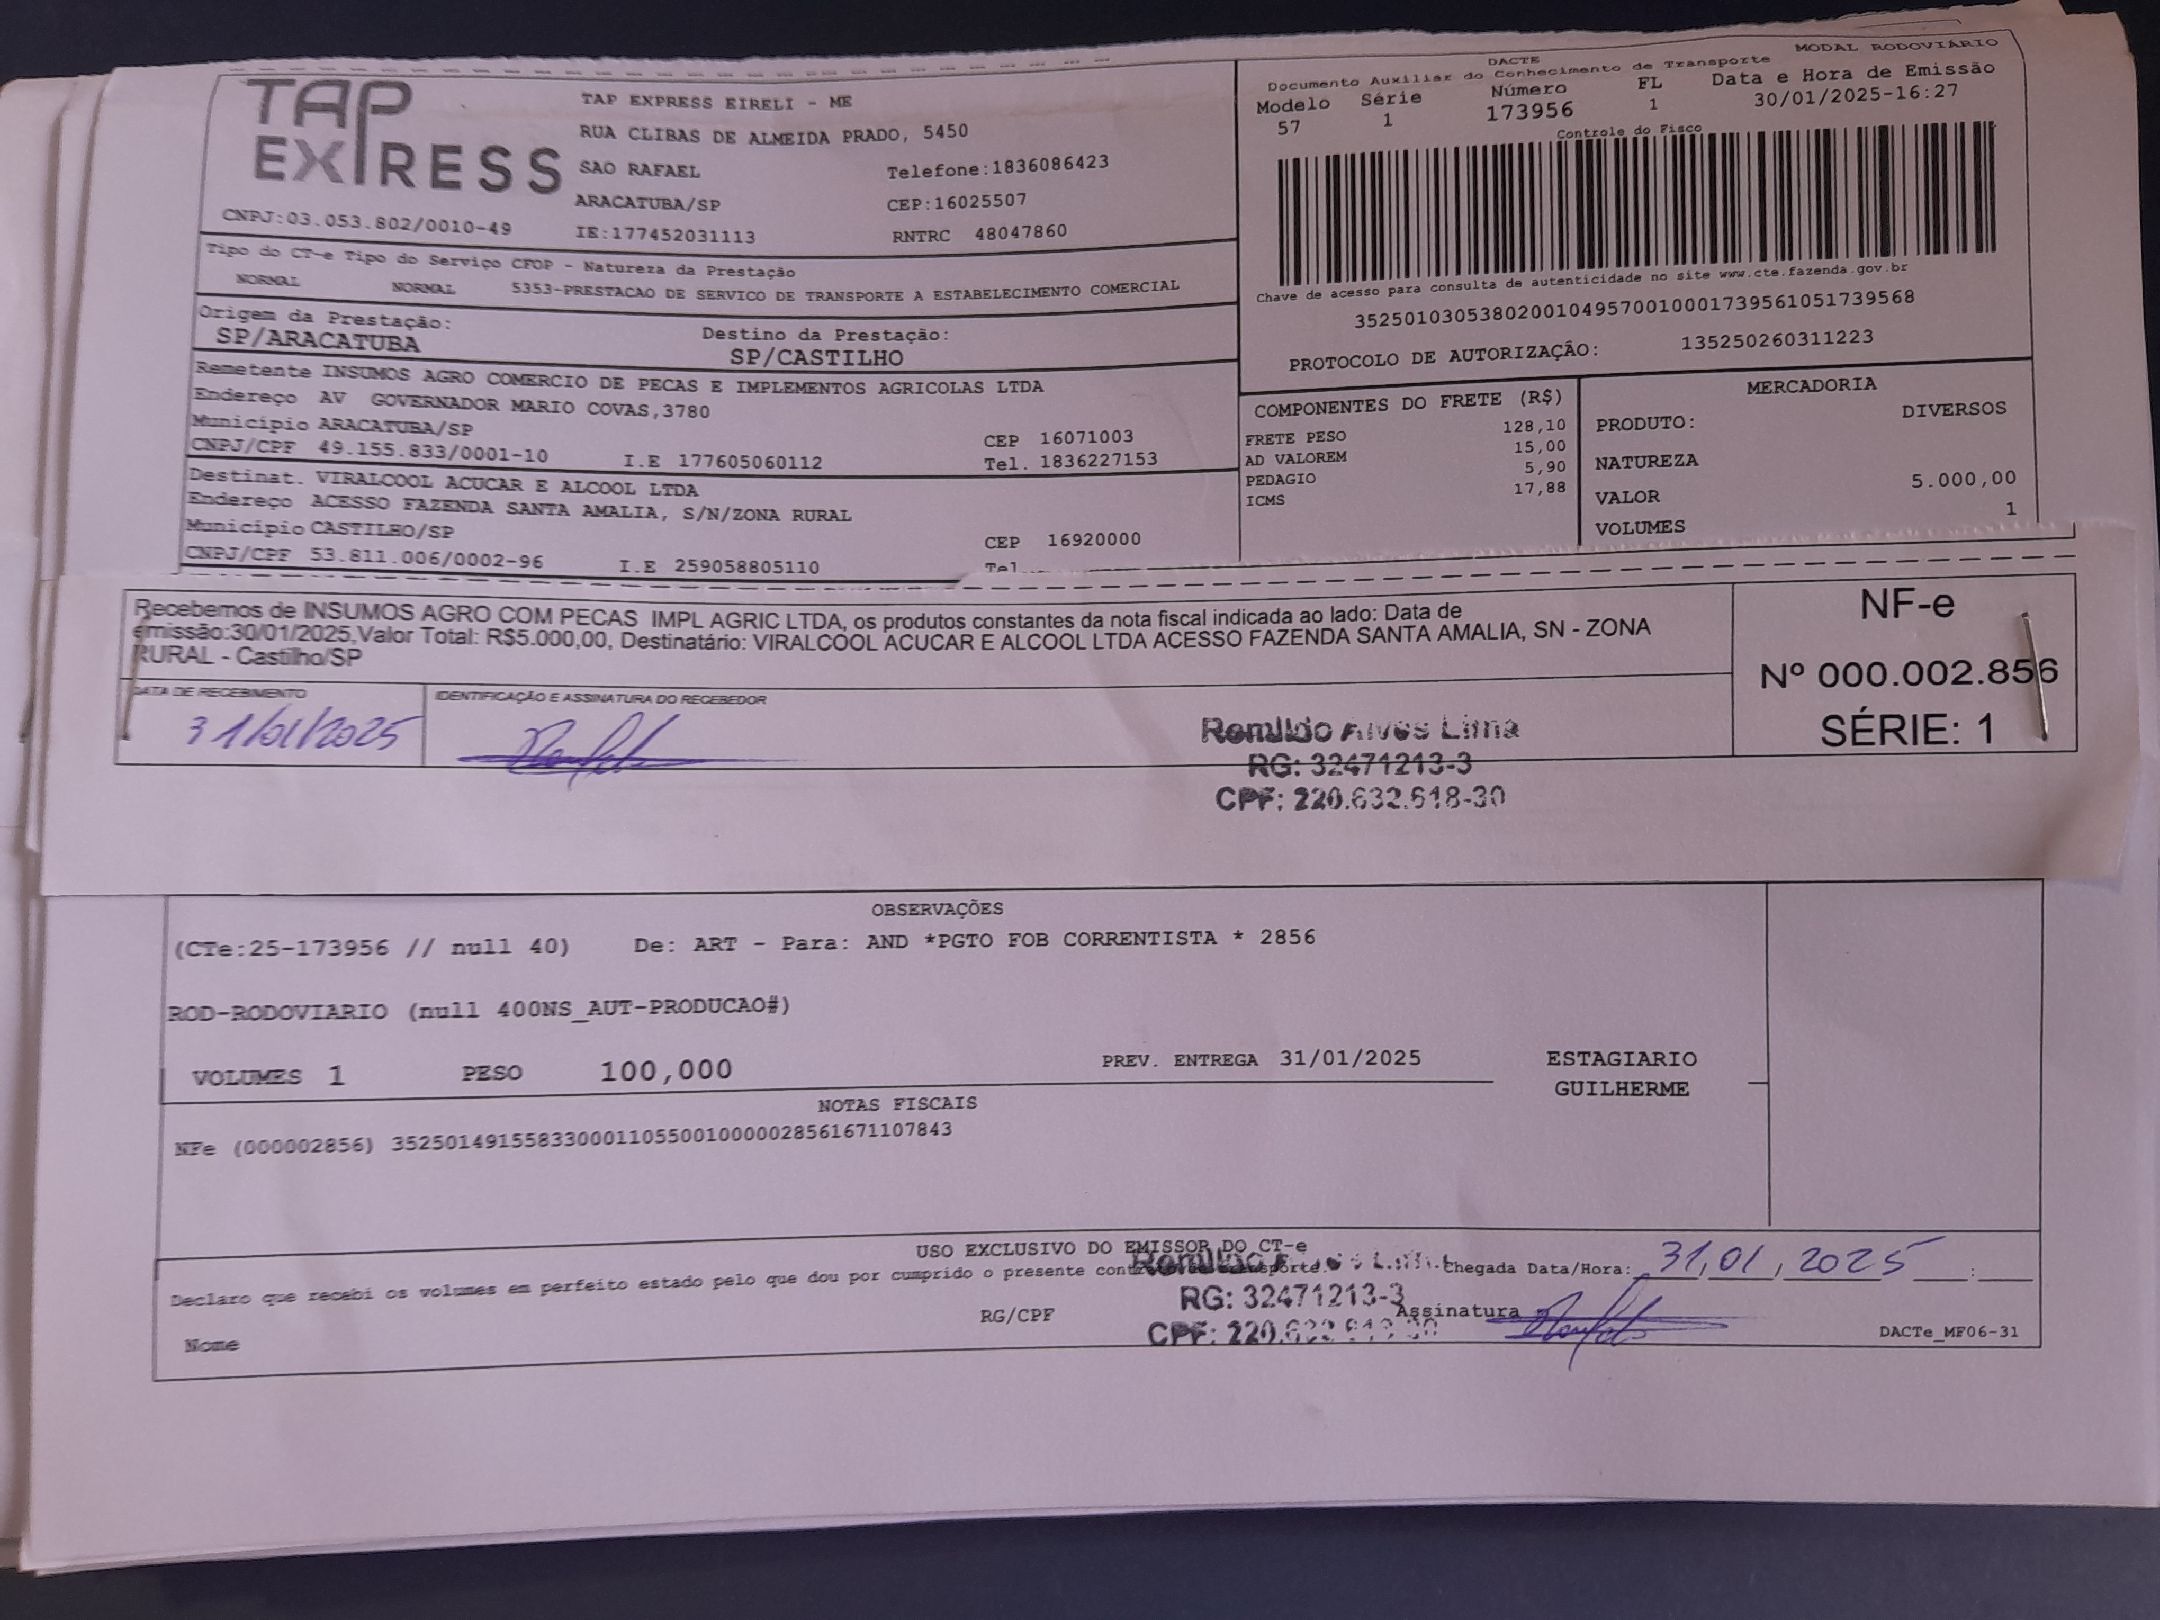 TAP EXPRESS
TAP EXPRESS EIRELI - ME
RUA CLIBAS DE ALMEIDA PRADO, 5450
SAO RAFAEL Telefone:1836086423
ARACATUBA/SP CEP:16025507
CNPJ:03.053.802/0010-49 IE:177452031113 RNTRC 48047860
DACTE MODAL RODOVIÁRIO
Documento Auxiliar do Conhecimento de Transporte
Modelo Série Número FL Data e Hora de Emissão
57 1 173956 1 30/01/2025-16:27
Controle do Fisco
Chave de acesso para consulta de autenticidade no site www.cte.fazenda.gov.br
35250103053802001049570010001739561051739568
PROTOCOLO DE AUTORIZAÇÃO: 135250260311223
Tipo do CT-e Tipo do Serviço CFOP - Natureza da Prestação
NORMAL NORMAL 5353-PRESTACAO DE SERVICO DE TRANSPORTE A ESTABELECIMENTO COMERCIAL
Origem da Prestação: Destino da Prestação:
SP/ARACATUBA SP/CASTILHO
Remetente INSUMOS AGRO COMERCIO DE PECAS E IMPLEMENTOS AGRICOLAS LTDA
Endereço AV GOVERNADOR MARIO COVAS,3780
Município ARACATUBA/SP CEP 16071003
CNPJ/CPF 49.155.833/0001-10 I.E 177605060112 Tel. 1836227153
Destinat. VIRALCOOL ACUCAR E ALCOOL LTDA
Endereço ACESSO FAZENDA SANTA AMALIA, S/N/ZONA RURAL
Município CASTILHO/SP CEP 16920000
CNPJ/CPF 53.811.006/0002-96 I.E 259058805110 Tel.
COMPONENTES DO FRETE (R$)
FRETE PESO 128,10
AD VALOREM 15,00
PEDAGIO 5,90
ICMS 17,88
MERCADORIA
PRODUTO: DIVERSOS
NATUREZA
VALOR 5.000,00
VOLUMES 1
Recebemos de INSUMOS AGRO COM PECAS IMPL AGRIC LTDA, os produtos constantes da nota fiscal indicada ao lado: Data de
emissão:30/01/2025,Valor Total: R$5.000,00, Destinatário: VIRALCOOL ACUCAR E ALCOOL LTDA ACESSO FAZENDA SANTA AMALIA, SN - ZONA
RURAL - Castilho/SP
NF-e
Nº 000.002.856
SÉRIE: 1
DATA DE RECEBIMENTO IDENTIFICAÇÃO E ASSINATURA DO RECEBEDOR
31/01/2025
Romildo Alves Lima
RG: 32471213-3
CPF: 220.632.618-30
OBSERVAÇÕES
(CTe:25-173956 // null 40) De: ART - Para: AND *PGTO FOB CORRENTISTA * 2856
ROD-RODOVIARIO (null 400NS_AUT-PRODUCAO#)
VOLUMES 1 PESO 100,000 PREV. ENTREGA 31/01/2025 ESTAGIARIO
GUILHERME
NOTAS FISCAIS
NFe (000002856) 35250149155833000110550010000028561671107843
USO EXCLUSIVO DO EMISSOR DO CT-e
Declaro que recebi os volumes em perfeito estado pelo que dou por cumprido o presente Chegada Data/Hora: 31,01,2025 :
RG: 32471213-3
Nome RG/CPF Assinatura
CPF: DACTe_MF06-31